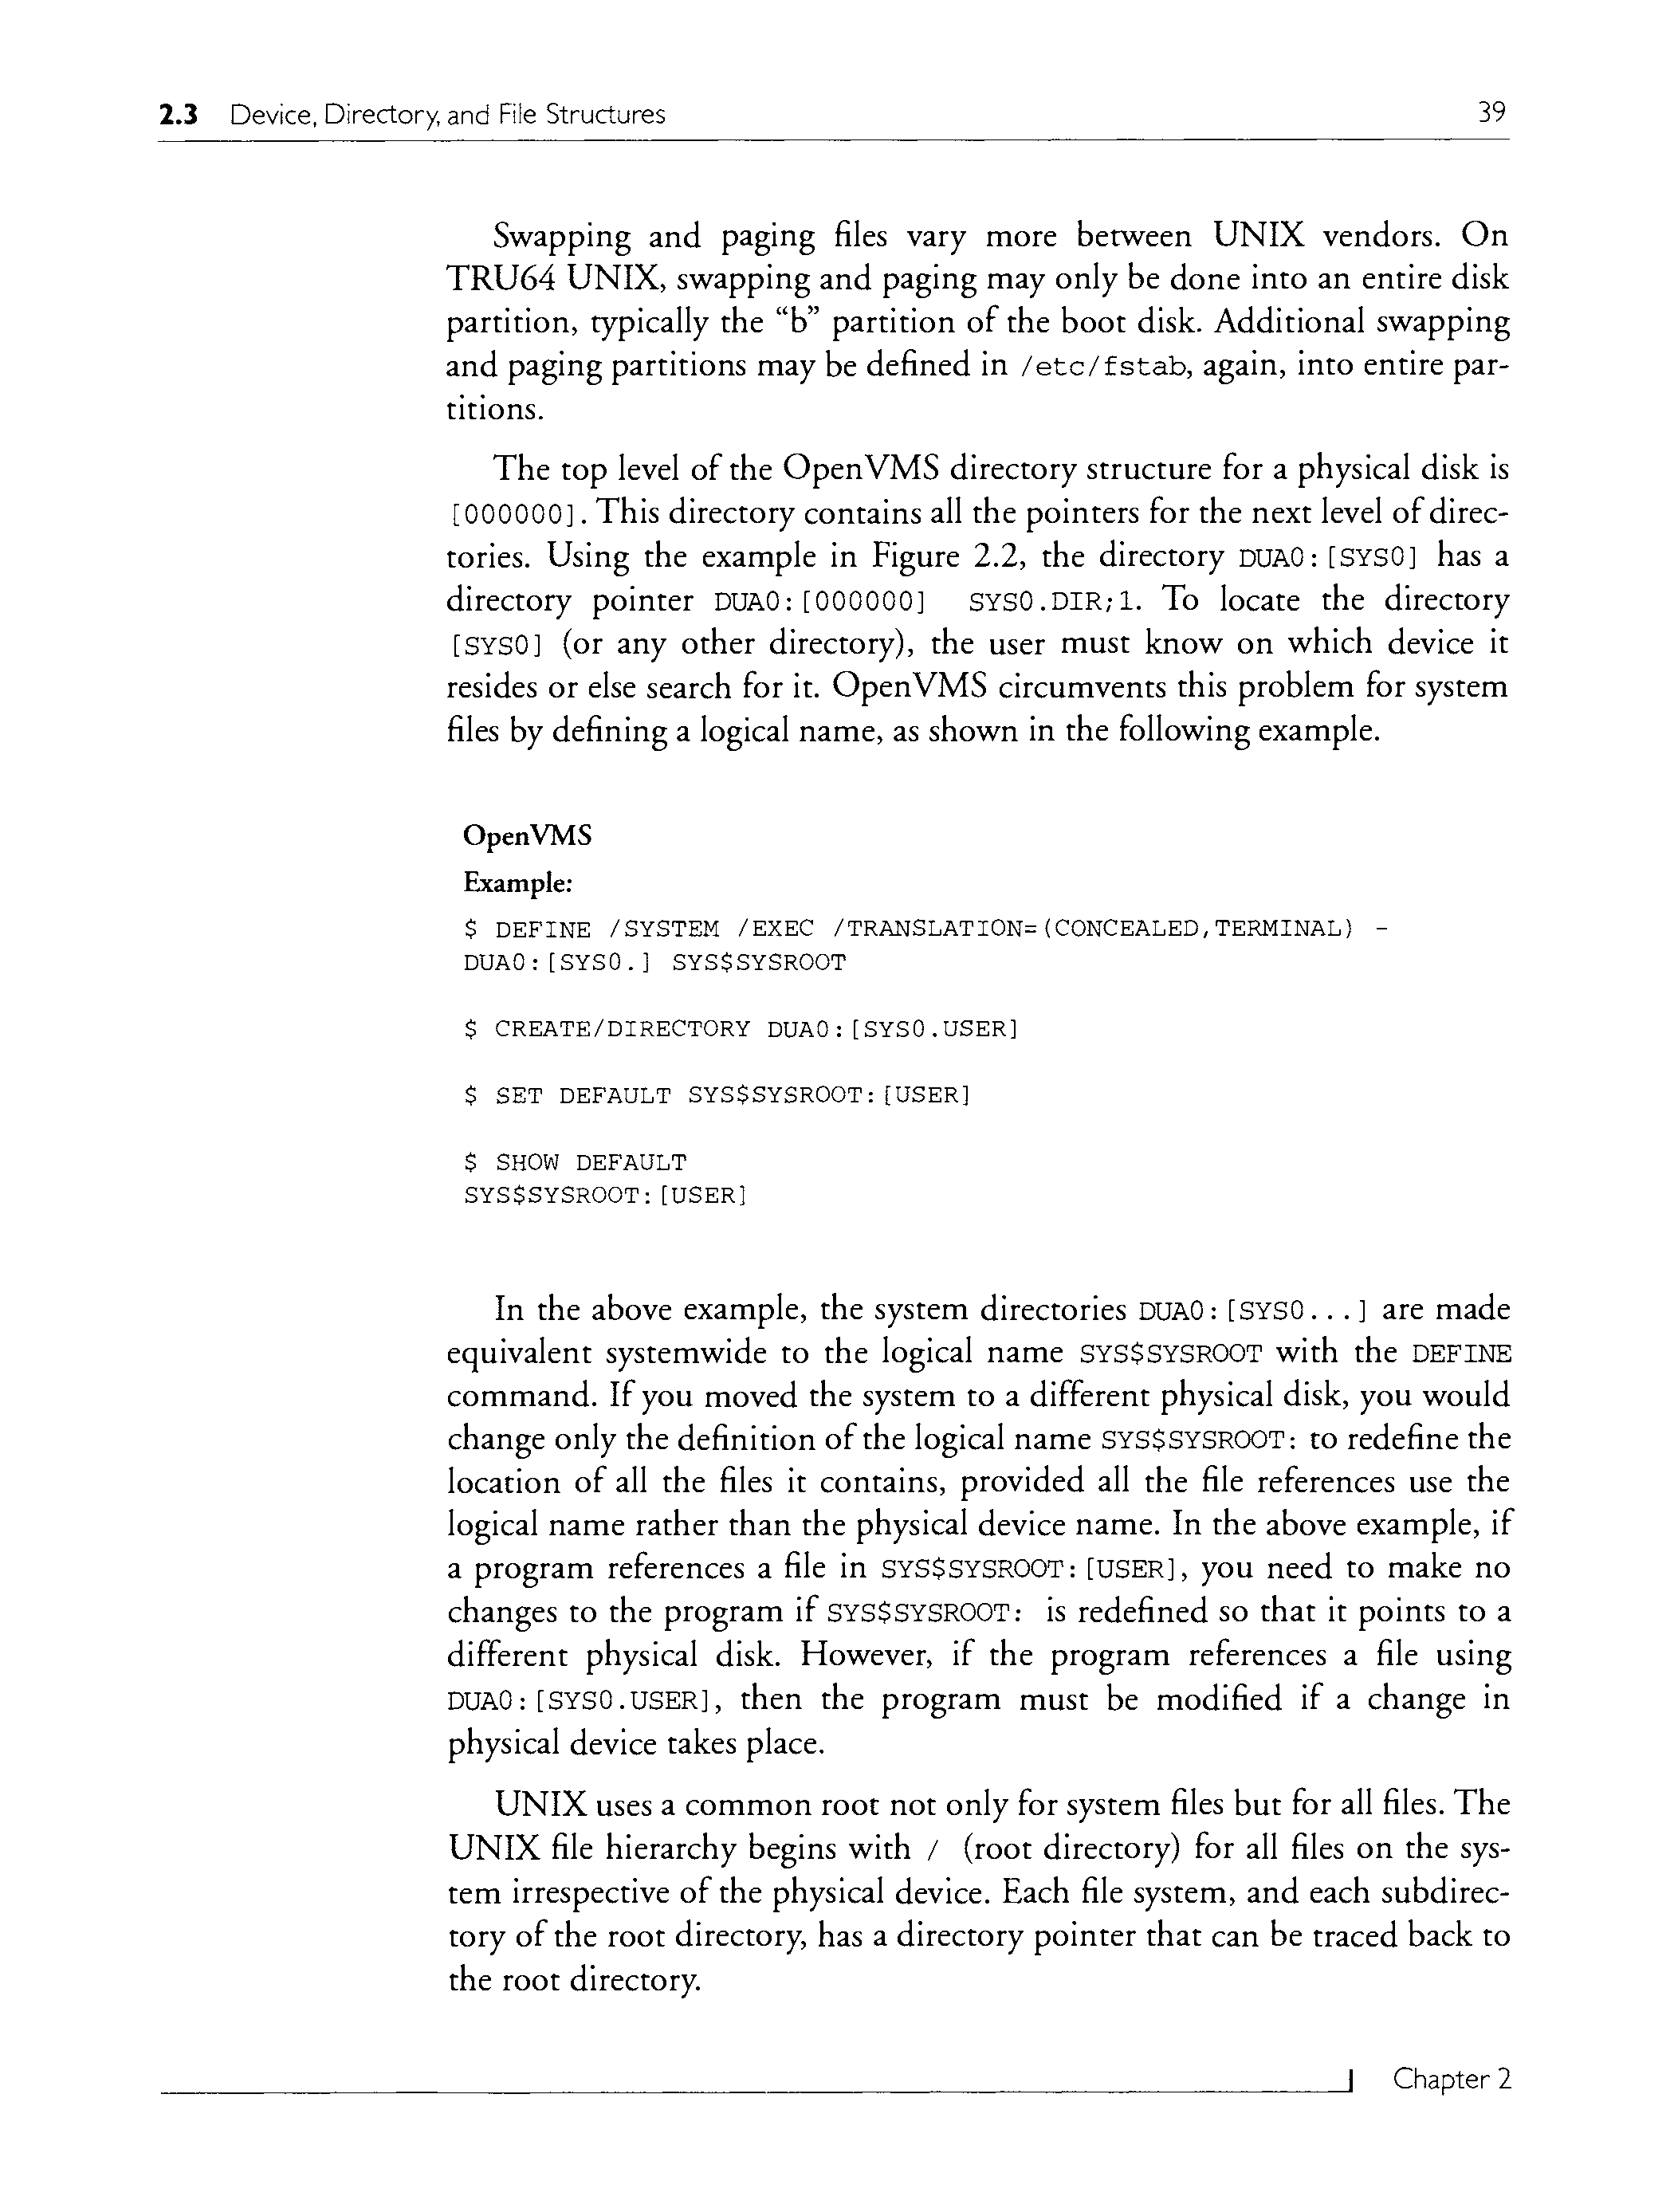 2.3 Device, Directory, and File Structures 39
Swapping and paging files vary more between UNIX vendors. On
TRU64 UNIX, swapping and paging may only be done into an entire disk
partition, typically the “b” partition of the boot disk. Additional swapping
and paging partitions may be defined in /etc/fstab, again, into entire par-
titions.
The top level of the OpenVMS directory structure for a physical disk is
[000000]. This directory contains all the pointers for the next level of direc-
tories. Using the example in Figure 2.2, the directory DUA0:[SYS0] has a
directory pointer DUA0:[000000] SYS0.DIR;1. To locate the directory
[SYS0] (or any other directory), the user must know on which device it
resides or else search for it. OpenVMS circumvents this problem for system
files by defining a logical name, as shown in the following example.
OpenVMS
Example:
$ DEFINE /SYSTEM /EXEC /TRANSLATION=(CONCEALED,TERMINAL) -
DUA0:[SYS0.] SYS$SYSROOT
$ CREATE/DIRECTORY DUA0:[SYS0.USER]
$ SET DEFAULT SYS$SYSROOT:[USER]
$ SHOW DEFAULT
SYS$SYSROOT:[USER]
In the above example, the system directories DUA0:[SYS0...] are made
equivalent systemwide to the logical name SYS$SYSROOT with the DEFINE
command. If you moved the system to a different physical disk, you would
change only the definition of the logical name SYS$SYSROOT: to redefine the
location of all the files it contains, provided all the file references use the
logical name rather than the physical device name. In the above example, if
a program references a file in SYS$SYSROOT:[USER], you need to make no
changes to the program if SYS$SYSROOT: is redefined so that it points to a
different physical disk. However, if the program references a file using
DUA0:[SYS0.USER], then the program must be modified if a change in
physical device takes place.
UNIX uses a common root not only for system files but for all files. The
UNIX file hierarchy begins with / (root directory) for all files on the sys-
tem irrespective of the physical device. Each file system, and each subdirec-
tory of the root directory, has a directory pointer that can be traced back to
the root directory.
Chapter 2